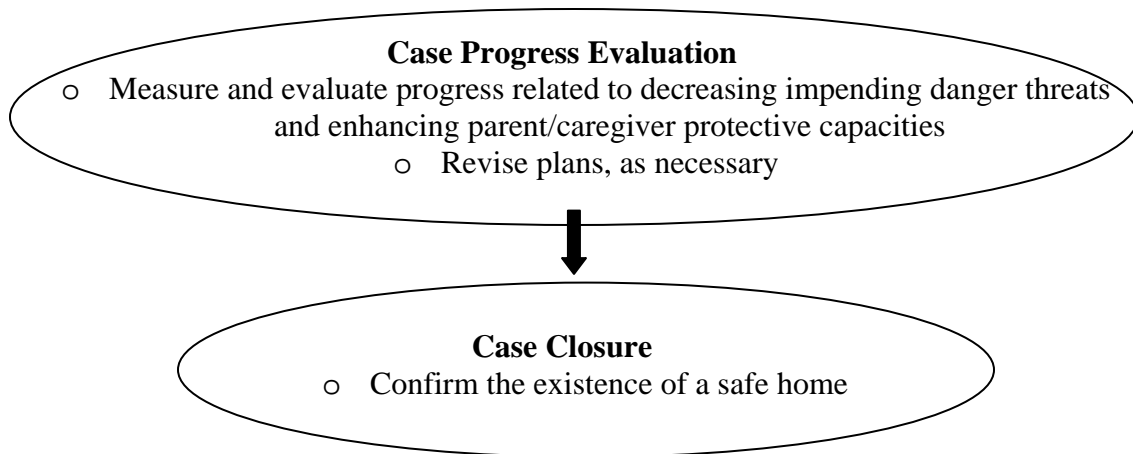 Case Progress Evaluation
o Measure and evaluate progress related to decreasing impending danger threats
and enhancing parent/caregiver protective capacities
o Revise plans, as necessary
Case Closure
o Confirm the existence of a safe home